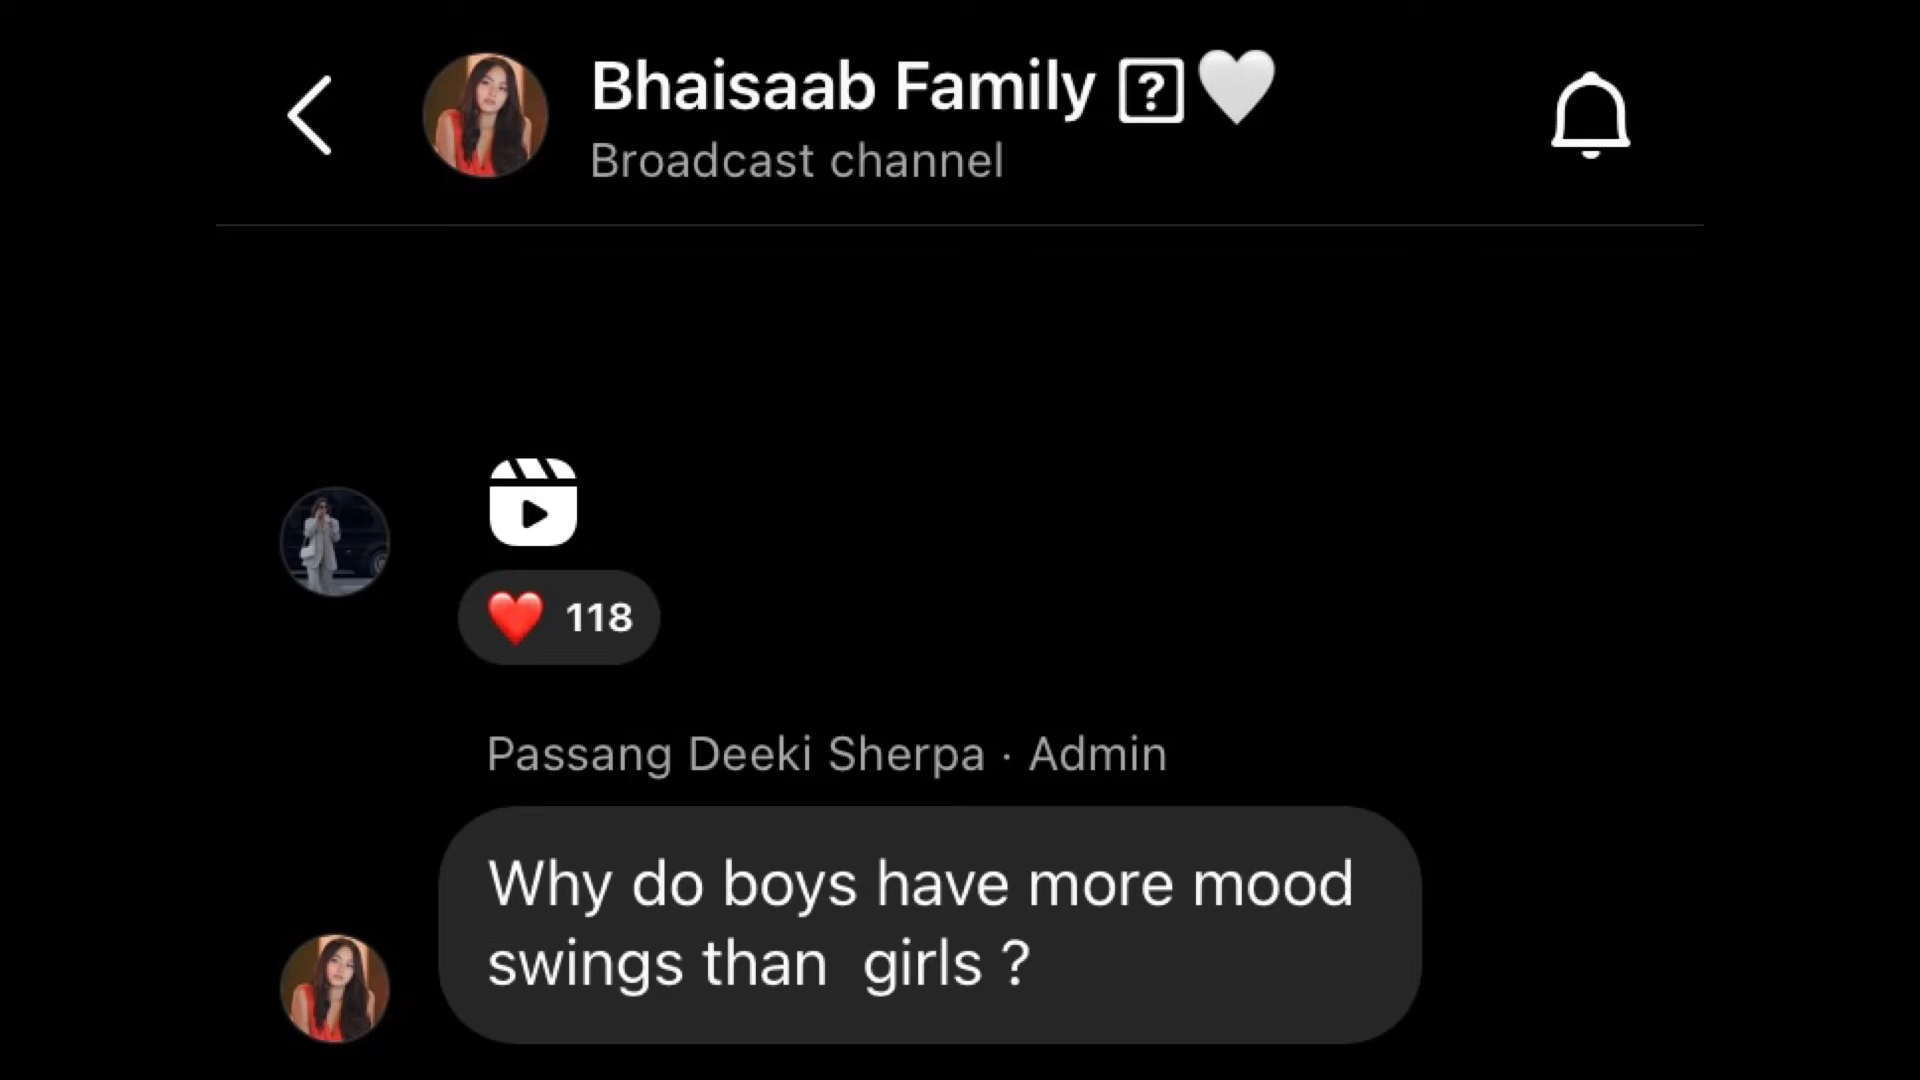 Bhaisaab Family ⍰🤍
Broadcast channel
❤️ 118
Passang Deeki Sherpa · Admin
Why do boys have more mood
swings than  girls ?